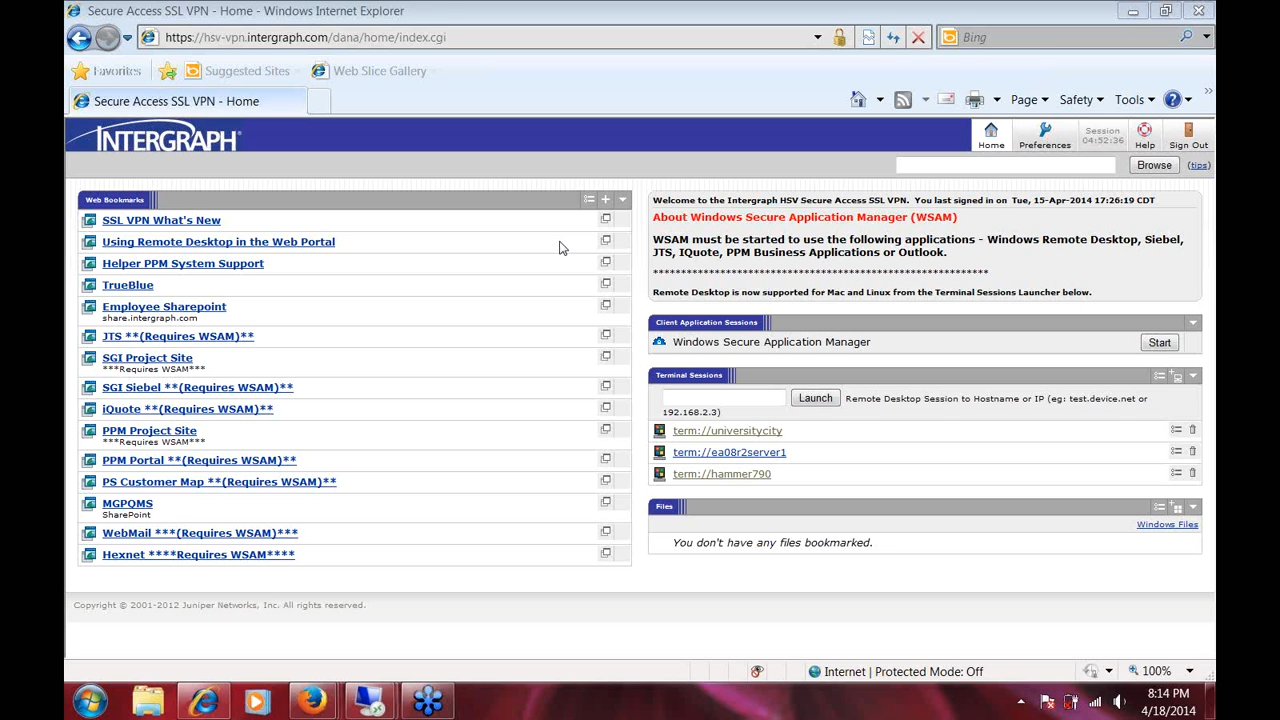 Secure Access SSL VPN - Home - Windows Internet Explorer
https://hsv-vpn.intergraph.com/dana/home/index.cgi
Bing
Favorites
Suggested Sites
Web Slice Gallery
Secure Access SSL VPN - Home
Page
Safety
Tools
INTERGRAPH
Home
Preferences
Session
04:52:36
Help
Sign Out
Browse
(tips)
Web Bookmarks
SSL VPN What's New
Using Remote Desktop in the Web Portal
Helper PPM System Support
TrueBlue
Employee Sharepoint
share.intergraph.com
JTS **(Requires WSAM)**
SGI Project Site
***Requires WSAM***
SGI Siebel **(Requires WSAM)**
iQuote **(Requires WSAM)**
PPM Project Site
***Requires WSAM***
PPM Portal **(Requires WSAM)**
PS Customer Map **(Requires WSAM)**
MGPQMS
SharePoint
WebMail ***(Requires WSAM)***
Hexnet ****Requires WSAM****
Welcome to the Intergraph HSV Secure Access SSL VPN. You last signed in on Tue, 15-Apr-2014 17:26:19 CDT
About Windows Secure Application Manager (WSAM)
WSAM must be started to use the following applications - Windows Remote Desktop, Siebel,
JTS, IQuote, PPM Business Applications or Outlook.
*******************************************************
Remote Desktop is now supported for Mac and Linux from the Terminal Sessions Launcher below.
Client Application Sessions
Windows Secure Application Manager
Start
Terminal Sessions
Launch
Remote Desktop Session to Hostname or IP (eg: test.device.net or
192.168.2.3)
term://universitycity
term://ea08r2server1
term://hammer790
Files
Windows Files
You don't have any files bookmarked.
Copyright © 2001-2012 Juniper Networks, Inc. All rights reserved.
Internet | Protected Mode: Off
100%
8:14 PM
4/18/2014